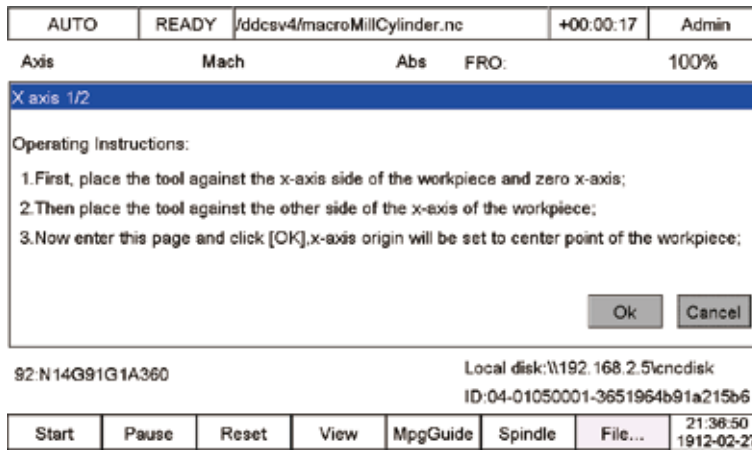 AUTO READY /ddcsv4/macroMillCylinder.nc +00:00:17 Admin
Axis Mach Abs FRO: 100%
X axis 1/2
Operating Instructions:
1.First, place the tool against the x-axis side of the workpiece and zero x-axis;
2.Then place the tool against the other side of the x-axis of the workpiece;
3.Now enter this page and click [OK],x-axis origin will be set to center point of the workpiece;
Ok Cancel
92:N14G91G1A360
Local disk:\\192.168.2.5\cncdisk
ID:04-01050001-3651964b91a215b6
Start Pause Reset View MpgGuide Spindle File...
21:36:50